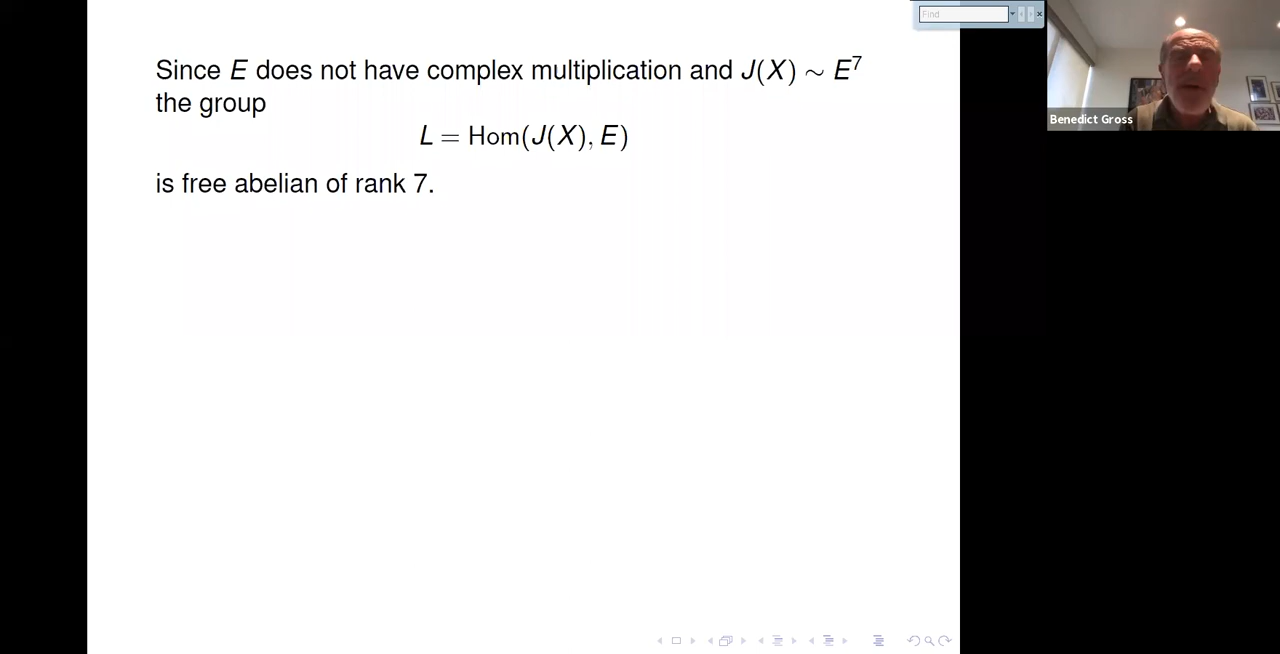 Find
Since E does not have complex multiplication and J(X) ∼ E⁷
the group
L = Hom(J(X), E)
is free abelian of rank 7.
Benedict Gross